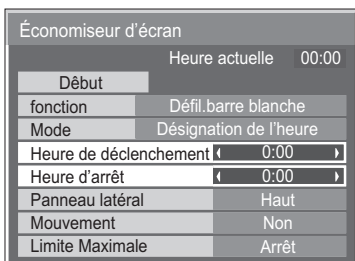 Économiseur d'écran
Heure actuelle 00:00
Dêbut
fonction Défil.barre blanche
Mode Désignation de l'heure
Heure de déclenchement 0:00
Heure d'arrêt 0:00
Panneau latéral Haut
Mouvement Non
Limite Maximale Arrêt